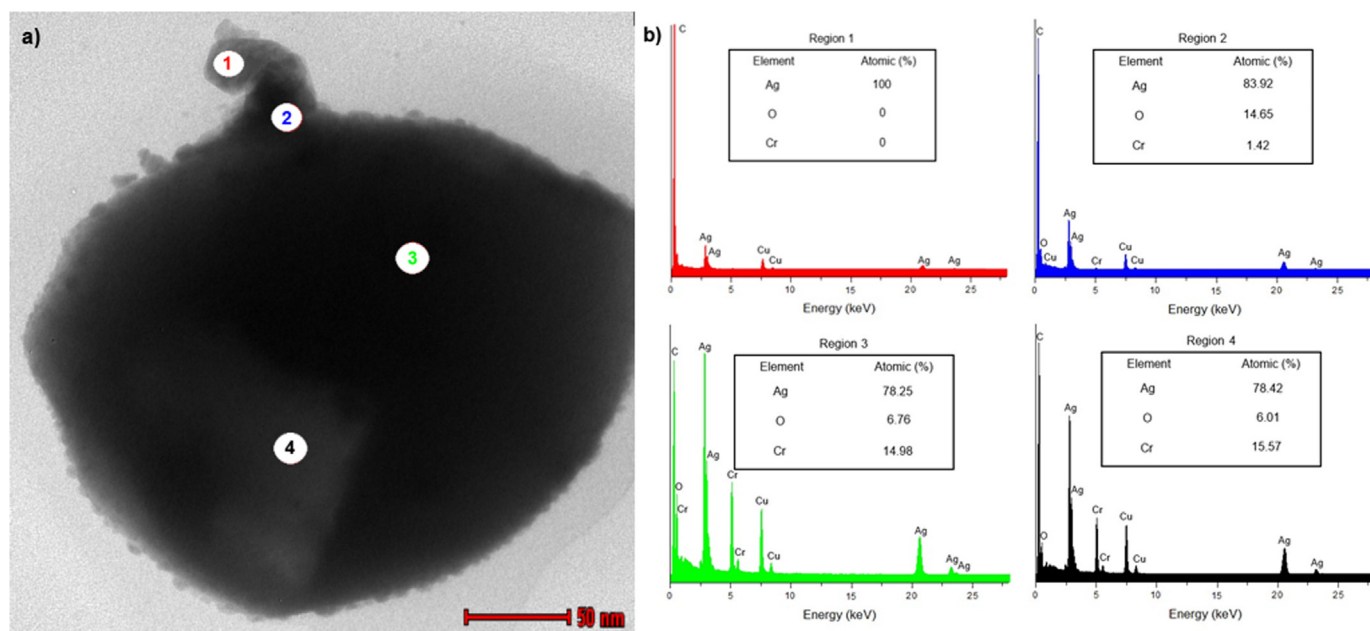 a)
1
2
3
4
50 nm
b)
Region 1
Element Atomic (%)
Ag 100
O 0
Cr 0
C
Ag
Ag
Cu
Cu
Ag
Ag
0 5 10 15 20 25
Energy (keV)
Region 2
Element Atomic (%)
Ag 83.92
O 14.65
Cr 1.42
C
O
Cu
Ag
Ag
Cr
Cu
Cu
Ag
Ag
0 5 10 15 20 25
Energy (keV)
Region 3
Element Atomic (%)
Ag 78.25
O 6.76
Cr 14.98
C
Ag
O
Cr
Ag
Cr
Cr
Cu
Cu
Ag
Ag
Ag
0 5 10 15 20 25
Energy (keV)
Region 4
Element Atomic (%)
Ag 78.42
O 6.01
Cr 15.57
C
O
Ag
Ag
Cr
Cr
Cu
Cu
Ag
Ag
0 5 10 15 20 25
Energy (keV)